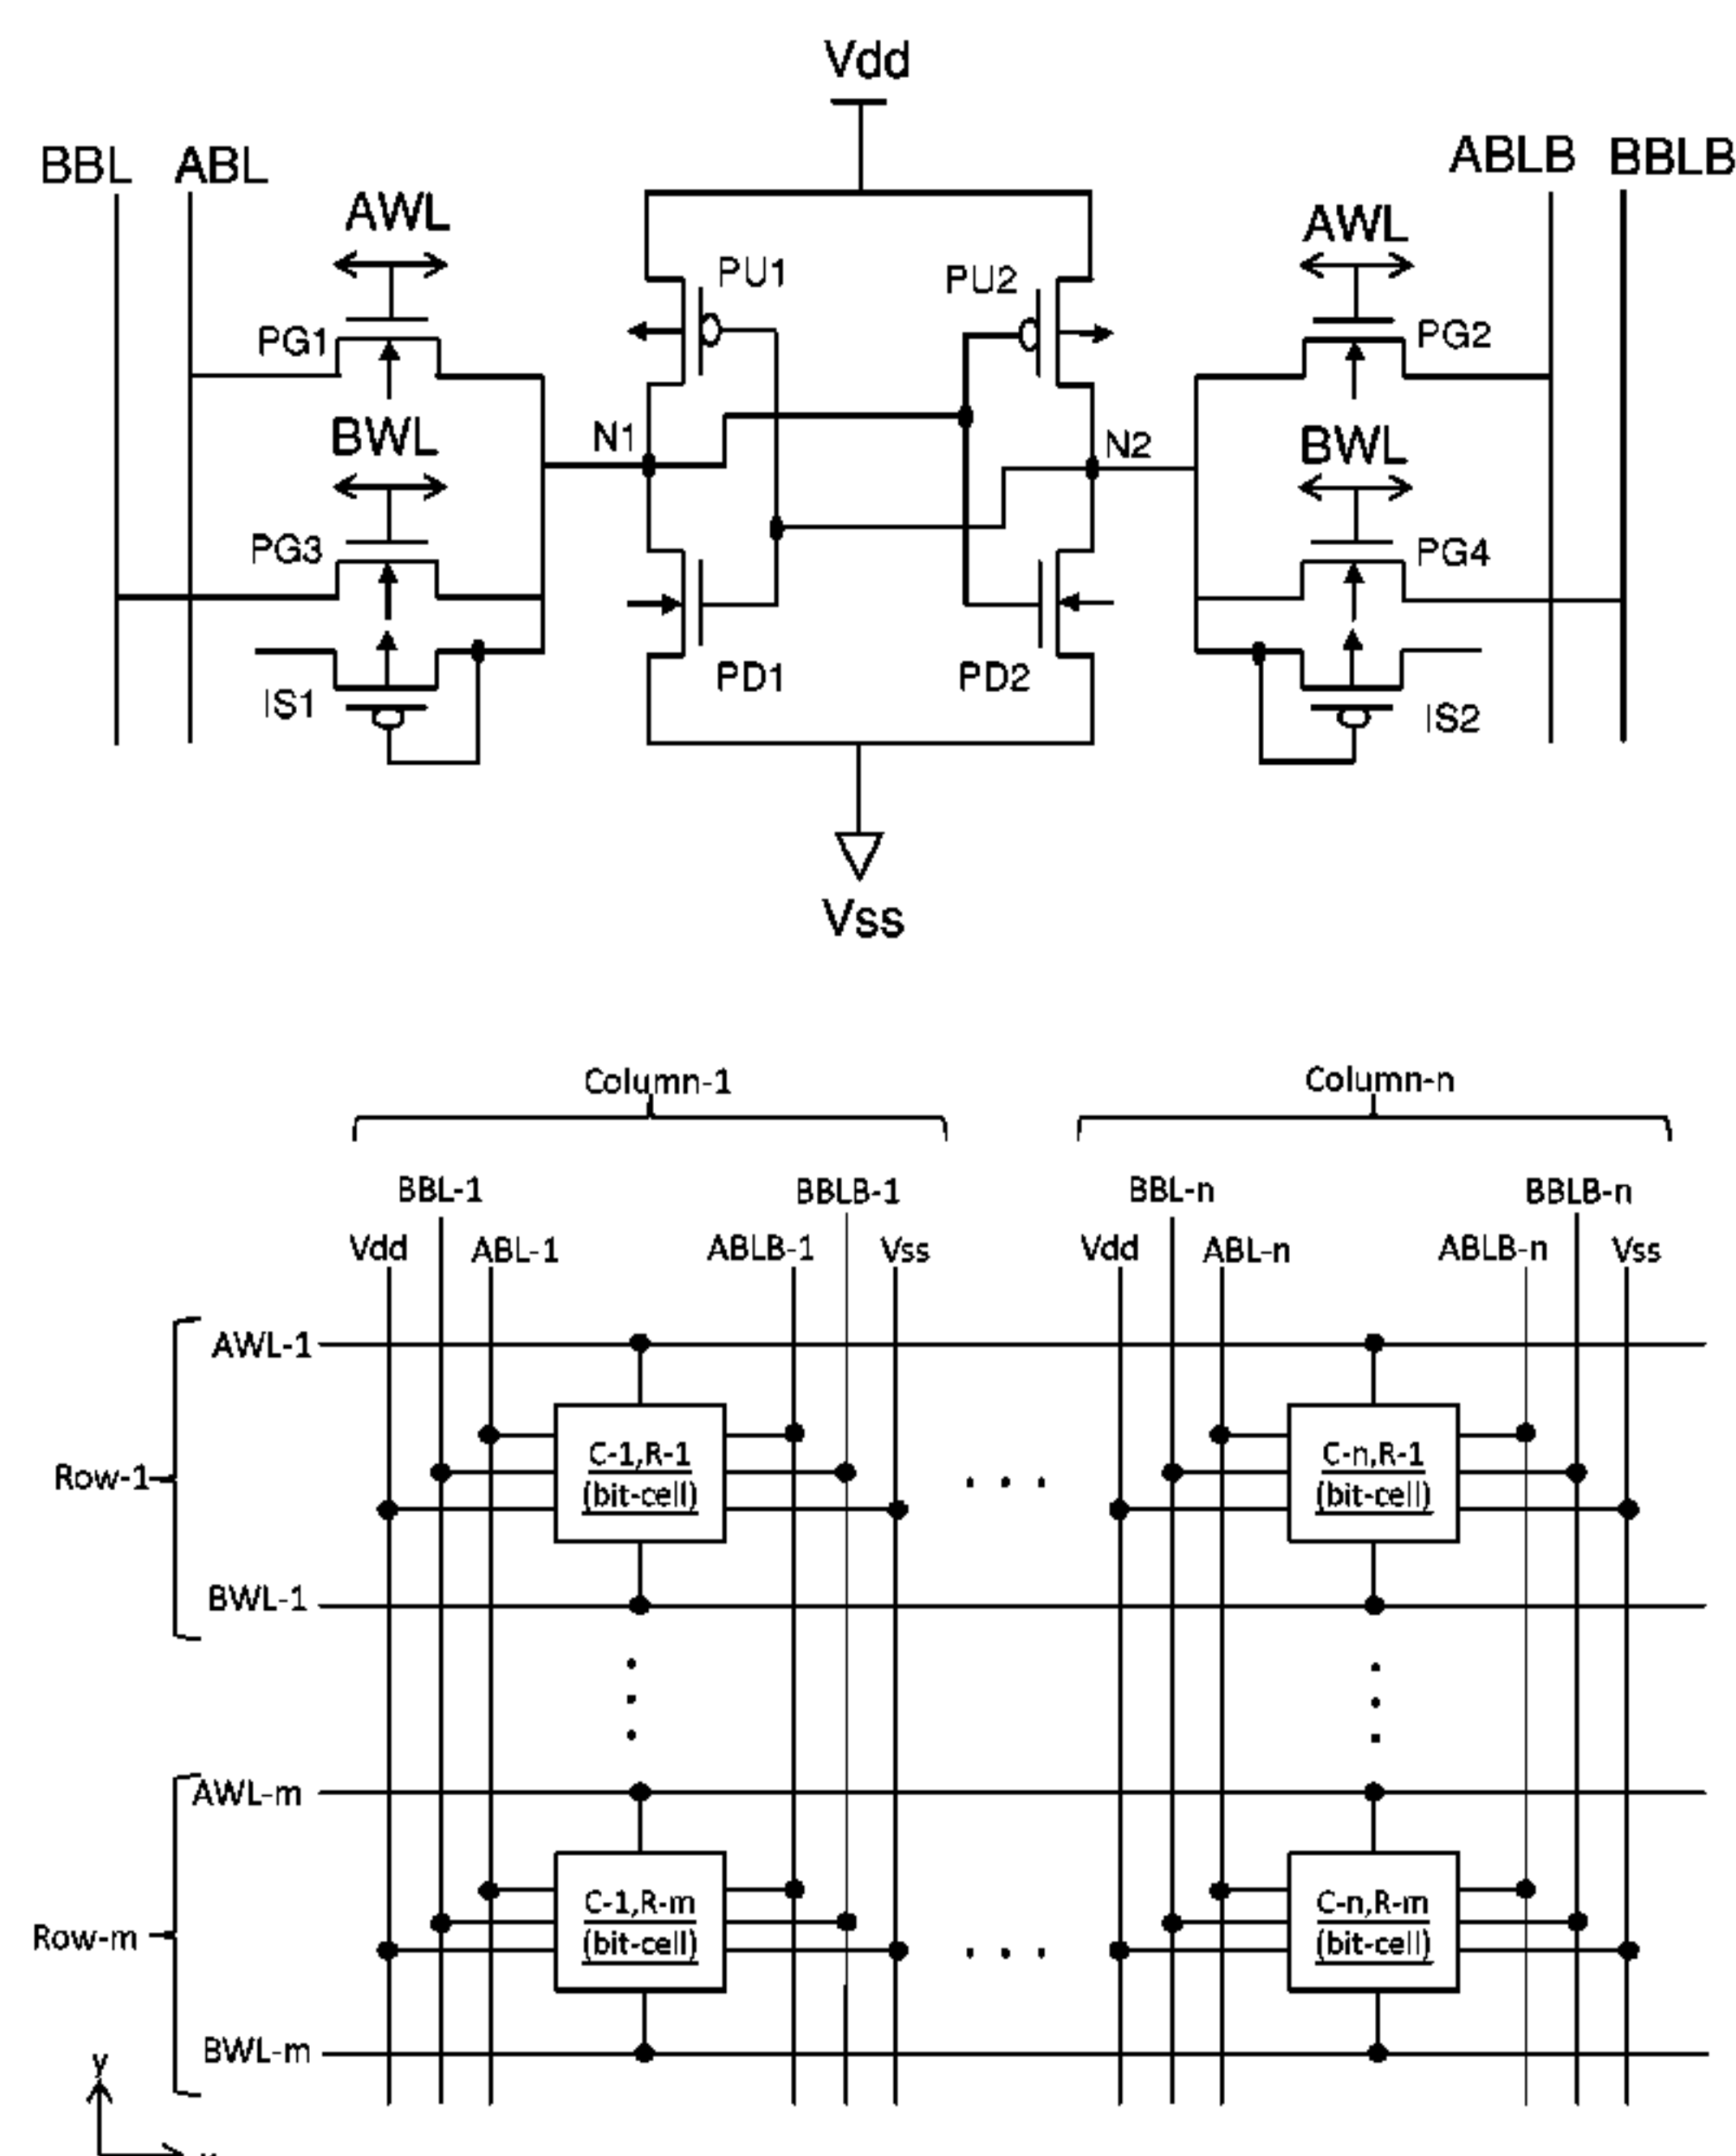 Vdd
BBL ABL ABLB BBLB
AWL AWL
PU1 PU2
PG1 PG2
BWL BWL
N1 N2
PG3 PG4
PD1 PD2
IS1 IS2
Vss
Column-1 Column-n
BBL-1 BBLB-1 BBL-n BBLB-n
Vdd ABL-1 ABLB-1 Vss Vdd ABL-n ABLB-n Vss
AWL-1
C-1,R-1 C-n,R-1
Row-1 (bit-cell) . . . (bit-cell)
BWL-1
AWL-m
C-1,R-m C-n,R-m
Row-m (bit-cell) . . . (bit-cell)
BWL-m
y